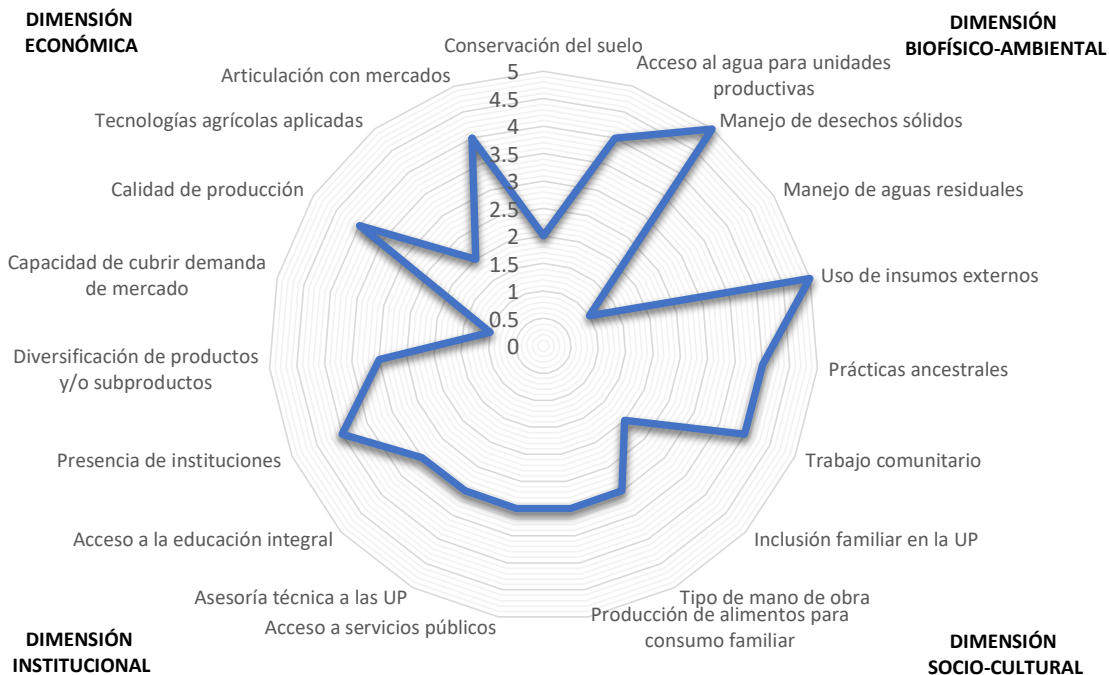 DIMENSIÓN
ECONÓMICA
DIMENSIÓN
BIOFÍSICO-AMBIENTAL
Conservación del suelo
Acceso al agua para unidades
productivas
Manejo de desechos sólidos
Manejo de aguas residuales
Uso de insumos externos
Prácticas ancestrales
Trabajo comunitario
Inclusión familiar en la UP
Tipo de mano de obra
Producción de alimentos para
consumo familiar
Acceso a servicios públicos
Asesoría técnica a las UP
Acceso a la educación integral
Presencia de instituciones
Diversificación de productos
y/o subproductos
Capacidad de cubrir demanda
de mercado
Calidad de producción
Tecnologías agrícolas aplicadas
Articulación con mercados
5
4.5
4
3.5
3
2.5
2
1.5
1
0.5
0
DIMENSIÓN
INSTITUCIONAL
DIMENSIÓN
SOCIO-CULTURAL